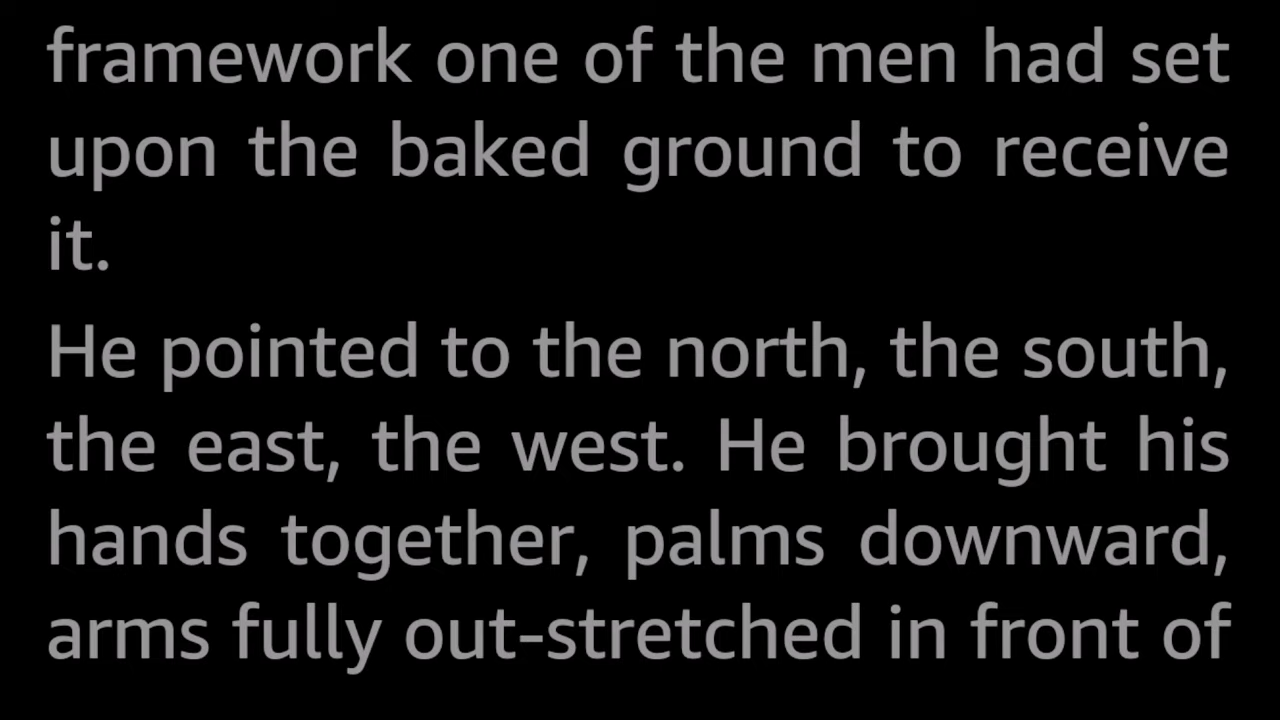 framework one of the men had set
upon the baked ground to receive
it.
He pointed to the north, the south,
the east, the west. He brought his
hands together, palms downward,
arms fully out-stretched in front of